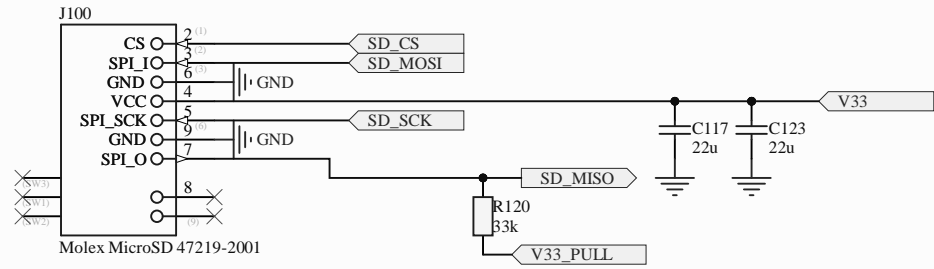 J100
CS 2 (1) SD_CS
SPI_I 3 (2) SD_MOSI
GND 6 (3) GND
VCC 4 V33
SPI_SCK 5 SD_SCK
GND 9 (6) GND
SPI_O 7
C117 C123
22u 22u
(SW3) SD_MISO
8
(SW1)
(SW2) (9)
R120
33k
Molex MicroSD 47219-2001
V33_PULL